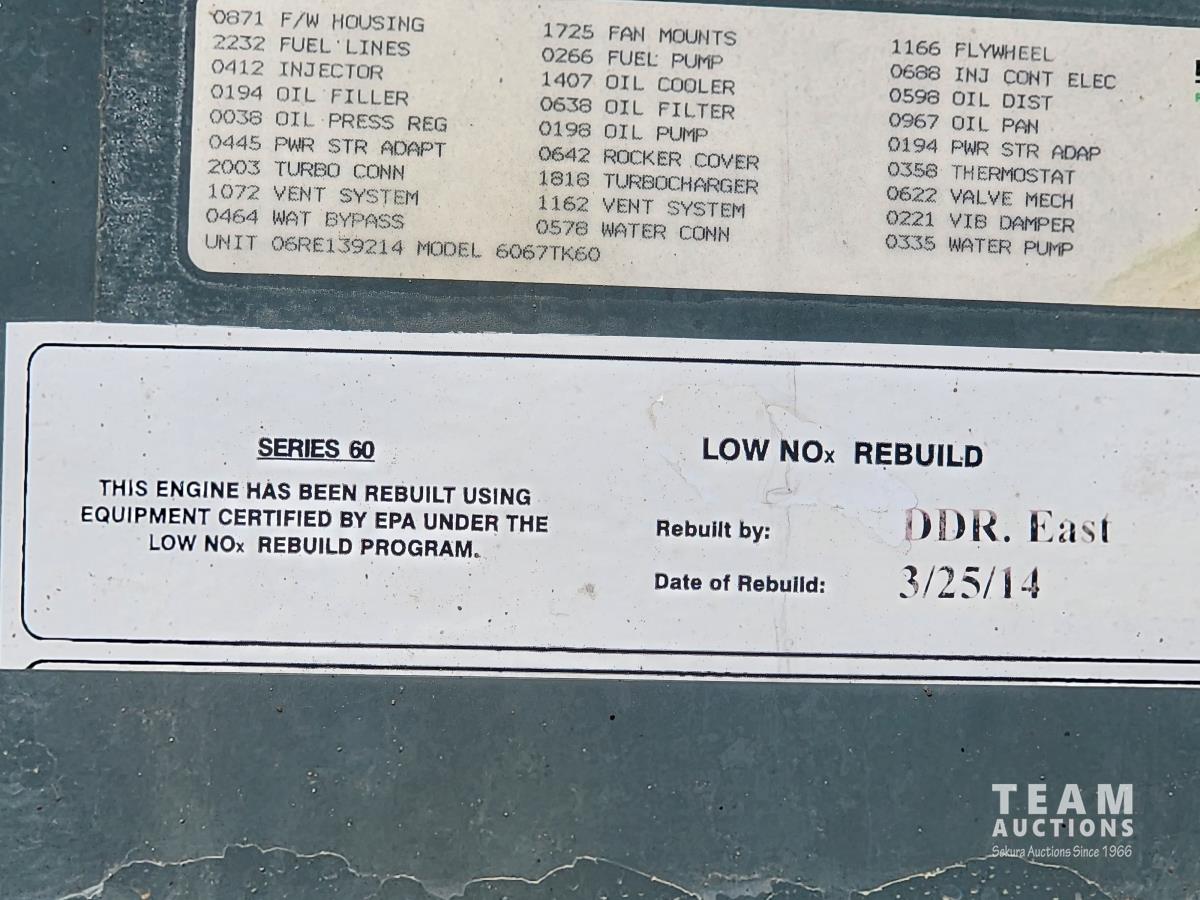 0871 F/W HOUSING
2232 FUEL LINES
0412 INJECTOR
0194 OIL FILLER
0038 OIL PRESS REG
0445 PWR STR ADAPT
2003 TURBO CONN
1072 VENT SYSTEM
0464 WAT BYPASS
UNIT 06RE139214 MODEL 6067TK60
1725 FAN MOUNTS
0266 FUEL PUMP
1407 OIL COOLER
0638 OIL FILTER
0198 OIL PUMP
0642 ROCKER COVER
1818 TURBOCHARGER
1162 VENT SYSTEM
0578 WATER CONN
1166 FLYWHEEL
0688 INJ CONT ELEC
0598 OIL DIST
0967 OIL PAN
0194 PWR STR ADAP
0358 THERMOSTAT
0622 VALVE MECH
0221 VIB DAMPER
0335 WATER PUMP
SERIES 60
THIS ENGINE HAS BEEN REBUILT USING
EQUIPMENT CERTIFIED BY EPA UNDER THE
LOW NOx REBUILD PROGRAM.
LOW NOx REBUILD
Rebuilt by: DDR. East
Date of Rebuild: 3/25/14
TEAM
AUCTIONS
Sekura Auctions Since 1966